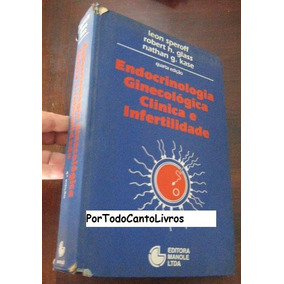 leon speroff
robert h. glass
nathan g. kase
quarta edição
Endocrinologia
Ginecológica
Clínica e
Infertilidade
PorTodoCantoLivros
EDITORA
MANOLE
LTDA